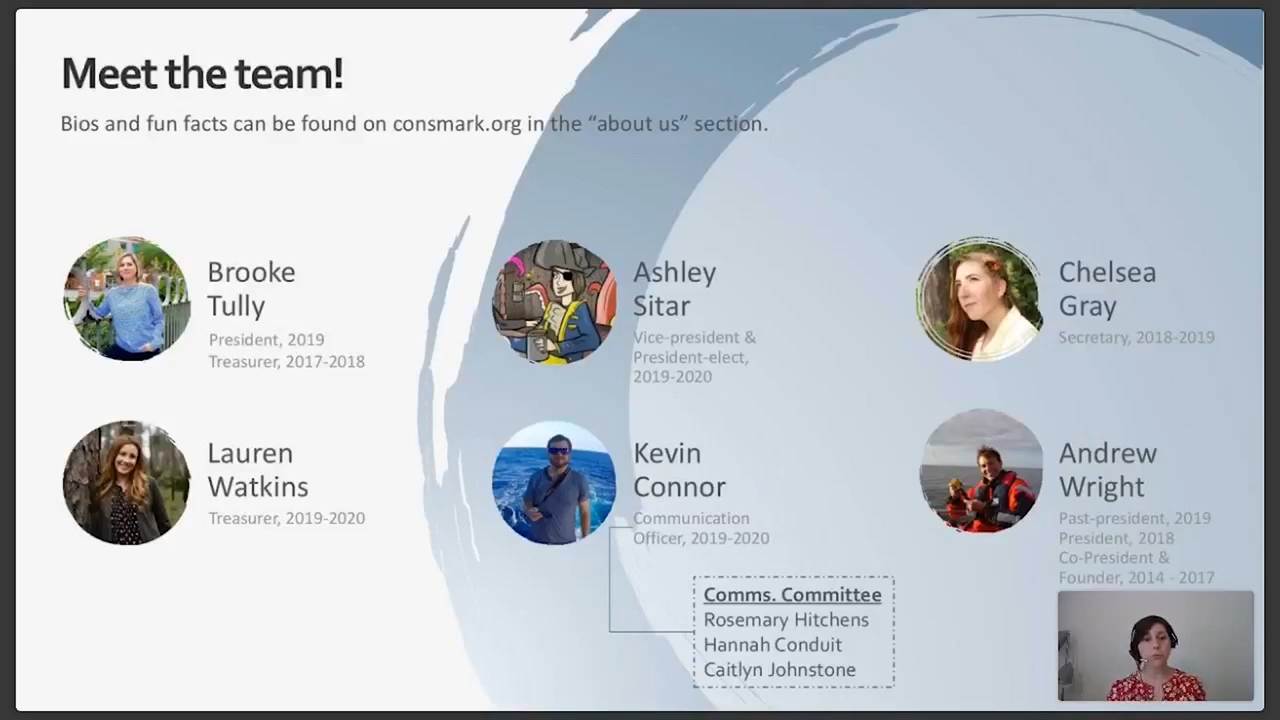 Meet the team!
Bios and fun facts can be found on consmark.org in the “about us” section.
Brooke
Tully
President, 2019
Treasurer, 2017-2018
Ashley
Sitar
Vice-president &
President-elect,
2019-2020
Chelsea
Gray
Secretary, 2018-2019
Lauren
Watkins
Treasurer, 2019-2020
Kevin
Connor
Communication
Officer, 2019-2020
Andrew
Wright
Past-president, 2019
President, 2018
Co-President &
Founder, 2014 - 2017
Comms. Committee
Rosemary Hitchens
Hannah Conduit
Caitlyn Johnstone